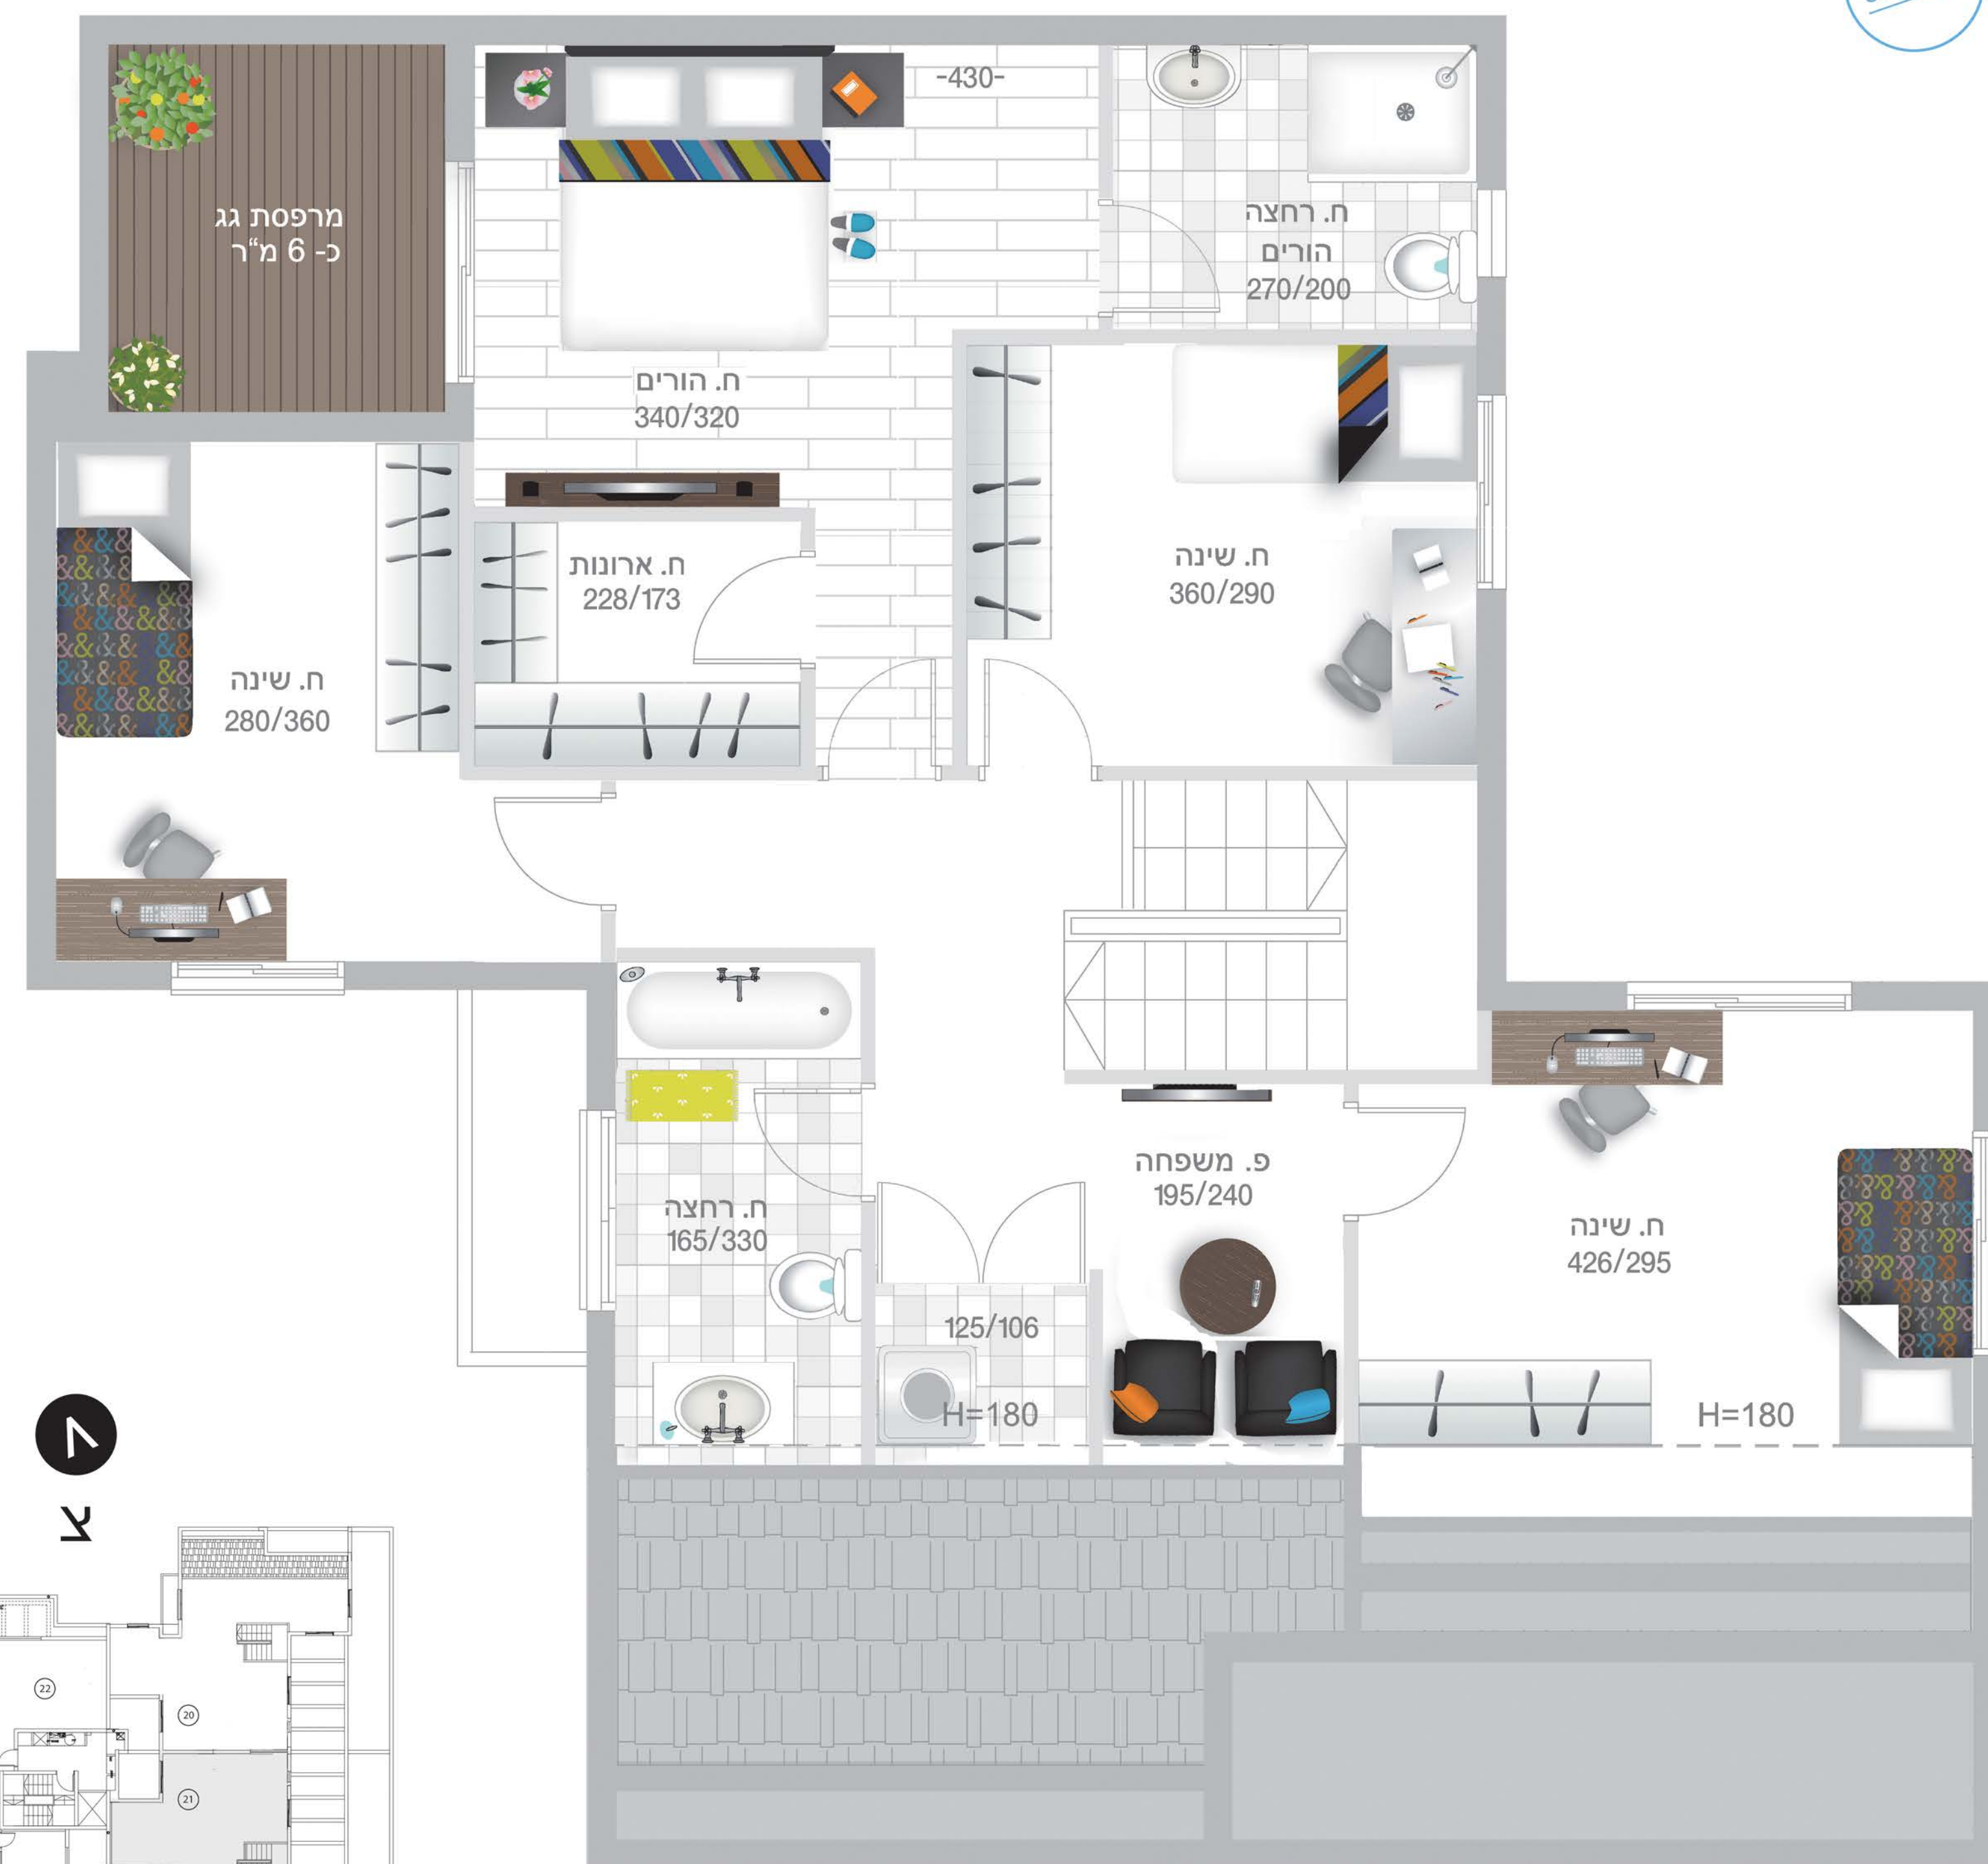 -430-
מרפסת גג
כ- 6 מ"ר
ח. רחצה
הורים
270/200
ח. הורים
340/320
ח. ארונות
228/173
ח. שינה
360/290
ח. שינה
280/360
פ. משפחה
195/240
ח. רחצה
165/330
ח. שינה
426/295
125/106
H=180
H=180
צ
22
20
21